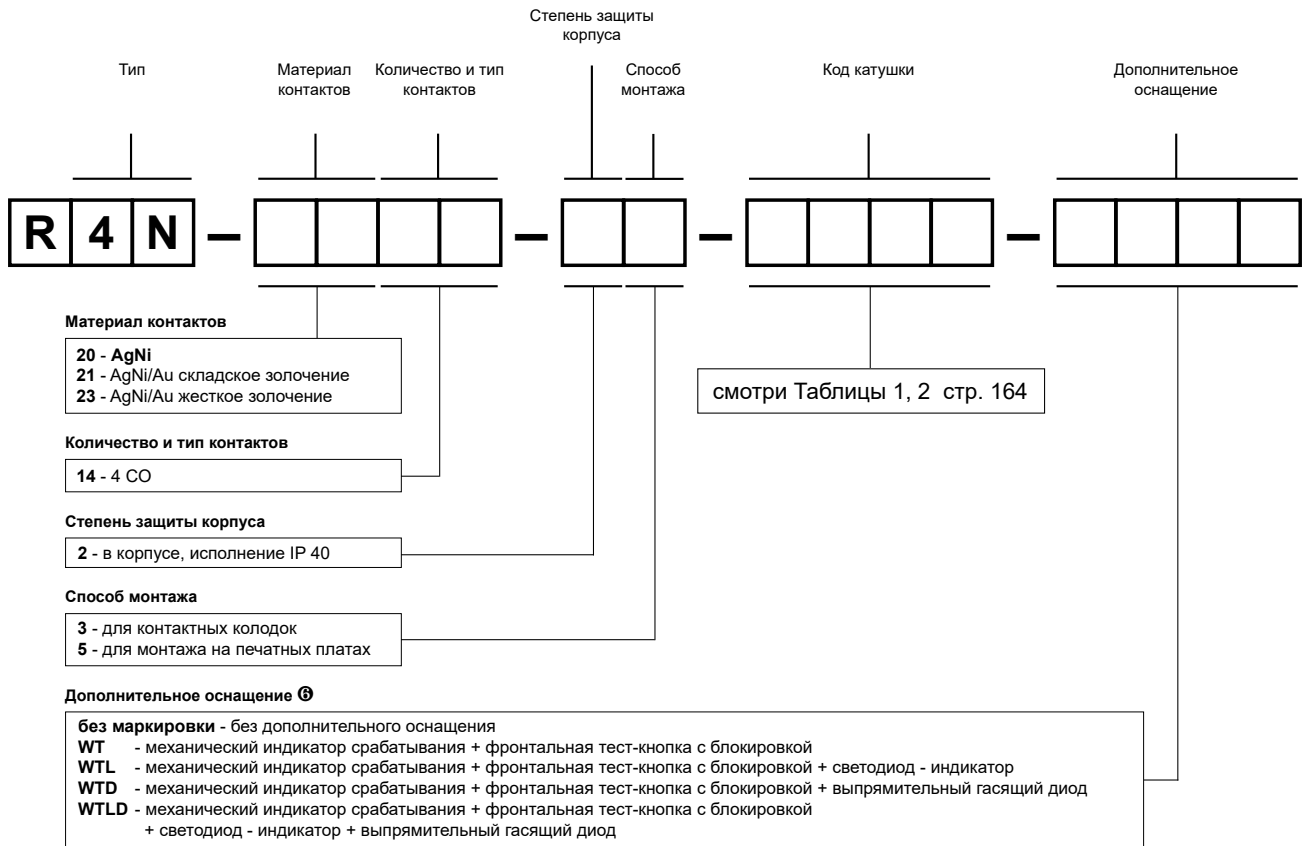 Степень защиты
корпуса
Тип
Материал
контактов
Количество и тип
контактов
Способ
монтажа
Код катушки
Дополнительное
оснащение
R 4 N – – – –
Материал контактов
20 - AgNi
21 - AgNi/Au складское золочение
23 - AgNi/Au жесткое золочение
смотри Таблицы 1, 2 стр. 164
Количество и тип контактов
14 - 4 CO
Степень защиты корпуса
2 - в корпусе, исполнение IP 40
Способ монтажа
3 - для контактных колодок
5 - для монтажа на печатных платах
Дополнительное оснащение ❻
без маркировки - без дополнительного оснащения
WT - механический индикатор срабатывания + фронтальная тест-кнопка с блокировкой
WTL - механический индикатор срабатывания + фронтальная тест-кнопка с блокировкой + светодиод - индикатор
WTD - механический индикатор срабатывания + фронтальная тест-кнопка с блокировкой + выпрямительный гасящий диод
WTLD - механический индикатор срабатывания + фронтальная тест-кнопка с блокировкой
+ светодиод - индикатор + выпрямительный гасящий диод